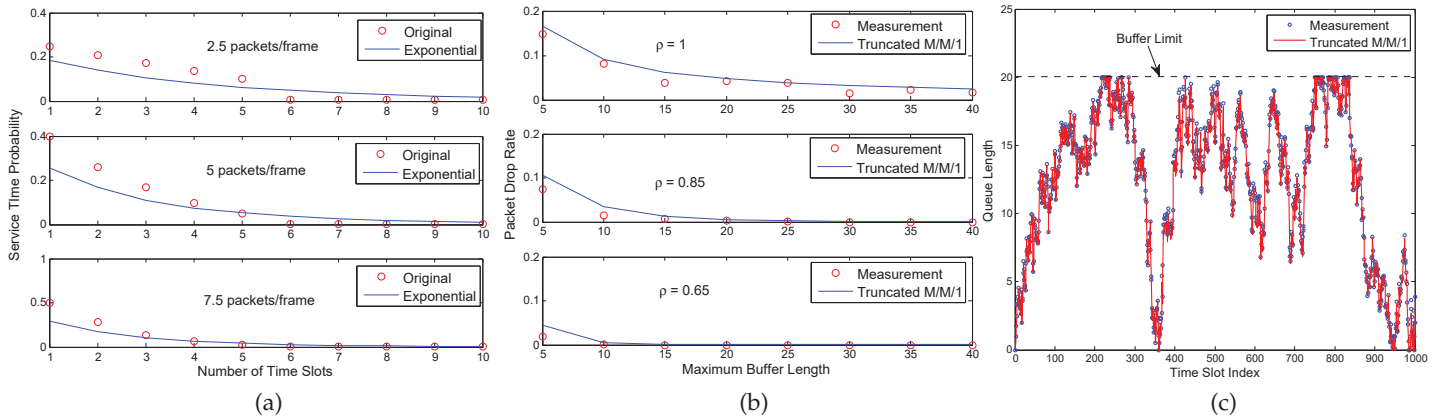 Service Time Probability
0.4
0.2
0
2.5 packets/frame
Original
Exponential
1 2 3 4 5 6 7 8 9 10
0.4
0.2
0
5 packets/frame
Original
Exponential
1 2 3 4 5 6 7 8 9 10
1
0.5
0
7.5 packets/frame
Original
Exponential
1 2 3 4 5 6 7 8 9 10
Number of Time Slots
(a)
Packet Drop Rate
0.2
0.1
0
ρ = 1
Measurement
Truncated M/M/1
5 10 15 20 25 30 35 40
0.2
0.1
0
ρ = 0.85
Measurement
Truncated M/M/1
5 10 15 20 25 30 35 40
0.2
0.1
0
ρ = 0.65
Measurement
Truncated M/M/1
5 10 15 20 25 30 35 40
Maximum Buffer Length
(b)
Queue Length
25
20
15
10
5
0
Buffer Limit
Measurement
Truncated M/M/1
0 100 200 300 400 500 600 700 800 900 1000
Time Slot Index
(c)